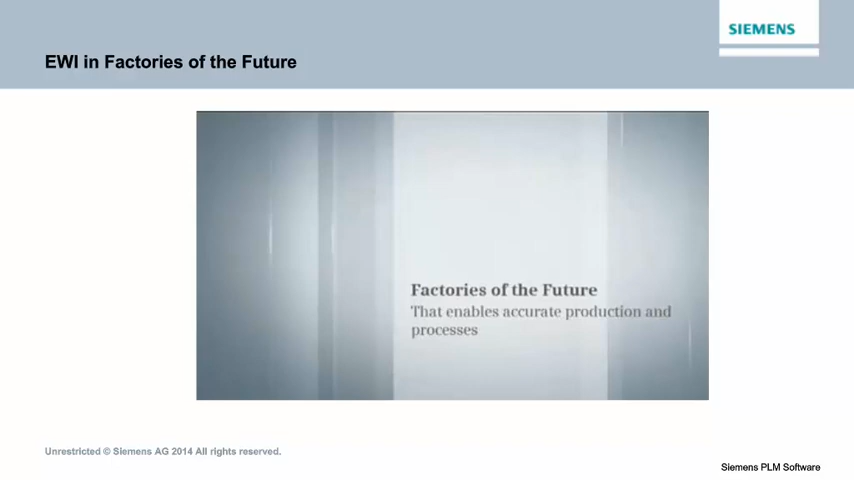 SIEMENS
EWI in Factories of the Future
Factories of the Future
That enables accurate production and
processes
Unrestricted © Siemens AG 2014 All rights reserved.
Siemens PLM Software